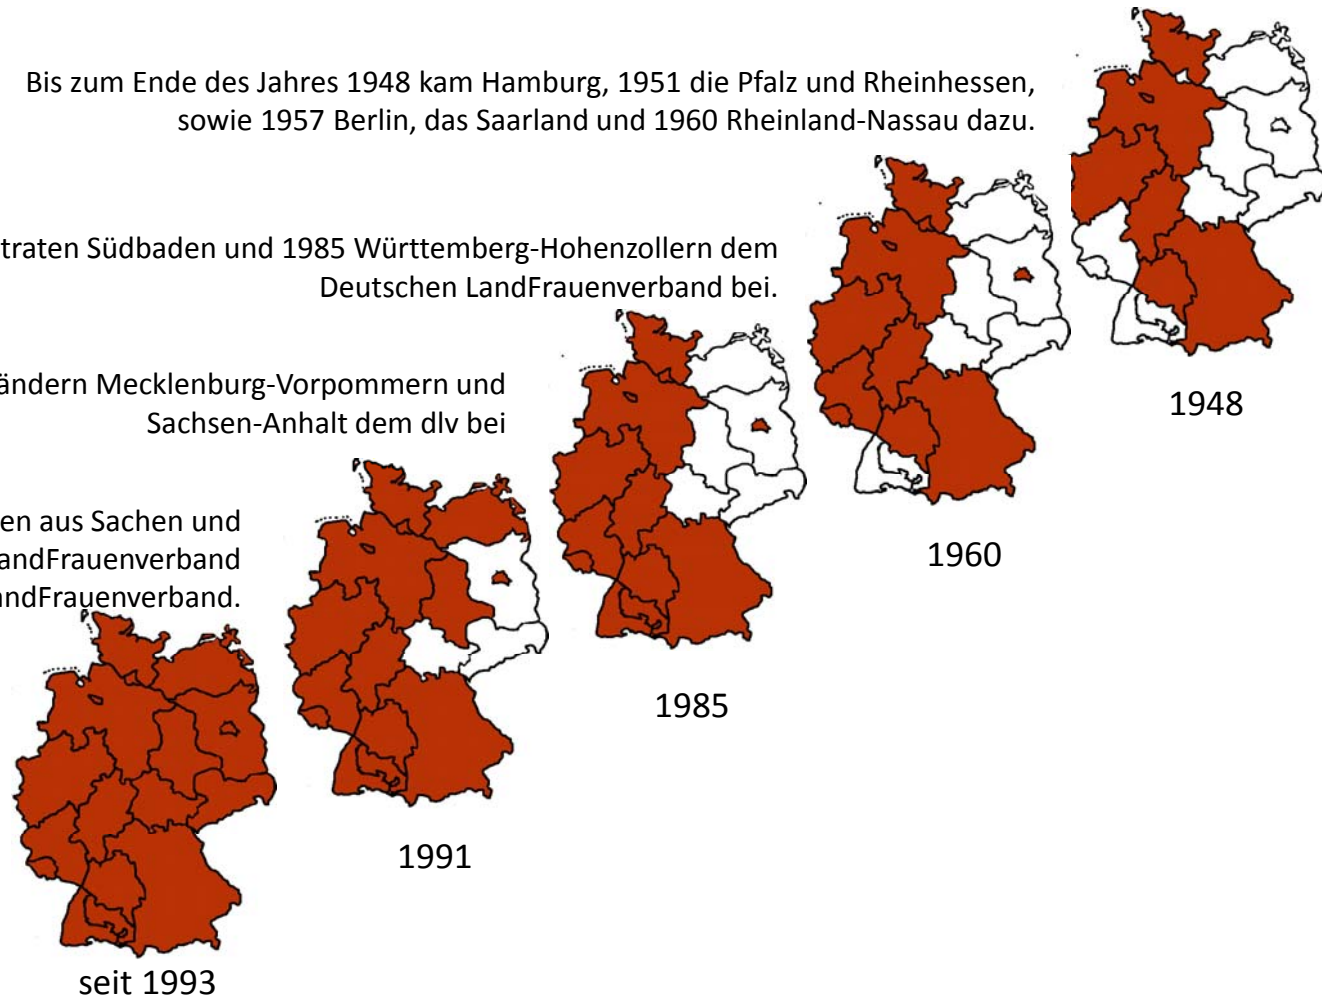 Bis zum Ende des Jahres 1948 kam Hamburg, 1951 die Pfalz und Rheinhessen,
sowie 1957 Berlin, das Saarland und 1960 Rheinland-Nassau dazu.
traten Südbaden und 1985 Württemberg-Hohenzollern dem
Deutschen LandFrauenverband bei.
1948
ändern Mecklenburg-Vorpommern und
Sachsen-Anhalt dem dlv bei
1960
en aus Sachen und
andFrauenverband
ndFrauenverband.
1985
1991
seit 1993